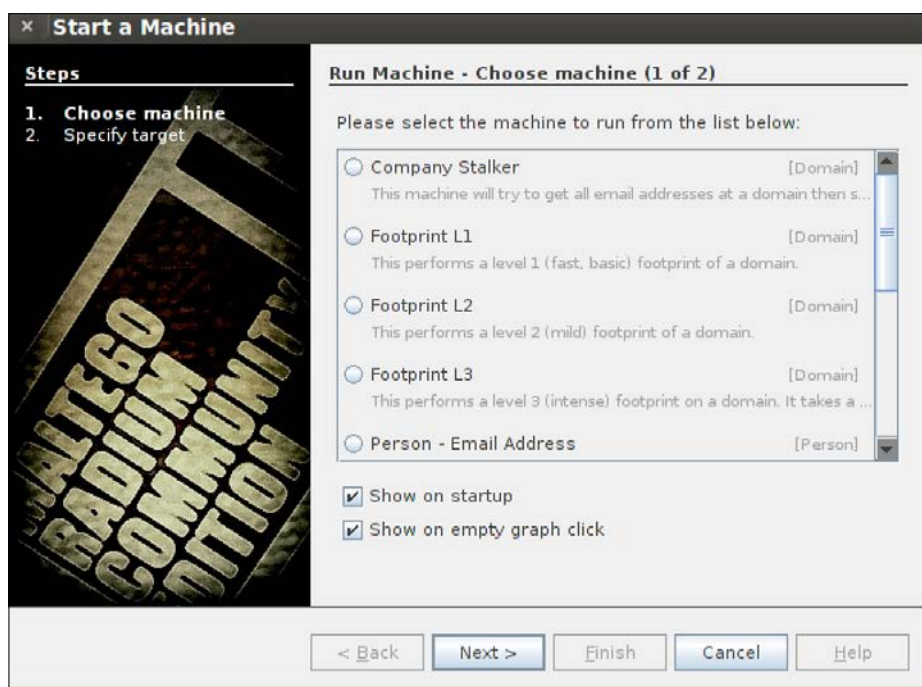 × Start a Machine
Steps
1. Choose machine
2. Specify target
MALTEGO
RADIUM
COMMUNITY
EDITION
Run Machine - Choose machine (1 of 2)
Please select the machine to run from the list below:
Company Stalker [Domain]
This machine will try to get all email addresses at a domain then s...
Footprint L1 [Domain]
This performs a level 1 (fast, basic) footprint of a domain.
Footprint L2 [Domain]
This performs a level 2 (mild) footprint of a domain.
Footprint L3 [Domain]
This performs a level 3 (intense) footprint on a domain. It takes a ...
Person - Email Address [Person]
Show on startup
Show on empty graph click
< Back Next > Finish Cancel Help